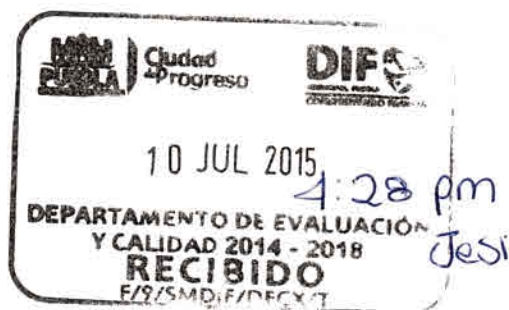 PUEBLA
Ciudad
de Progreso
DIF
10 JUL 2015
4:28 pm
DEPARTAMENTO DE EVALUACIÓN
Jesi
Y CALIDAD 2014 - 2018
RECIBIDO